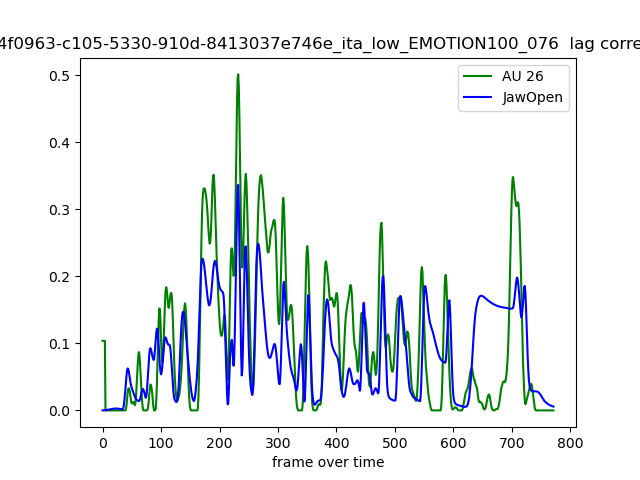 4f0963-c105-5330-910d-8413037e746e_ita_low_EMOTION100_076 lag corre
AU 26
JawOpen
0.5
0.4
0.3
0.2
0.1
0.0
0 100 200 300 400 500 600 700 800
frame over time